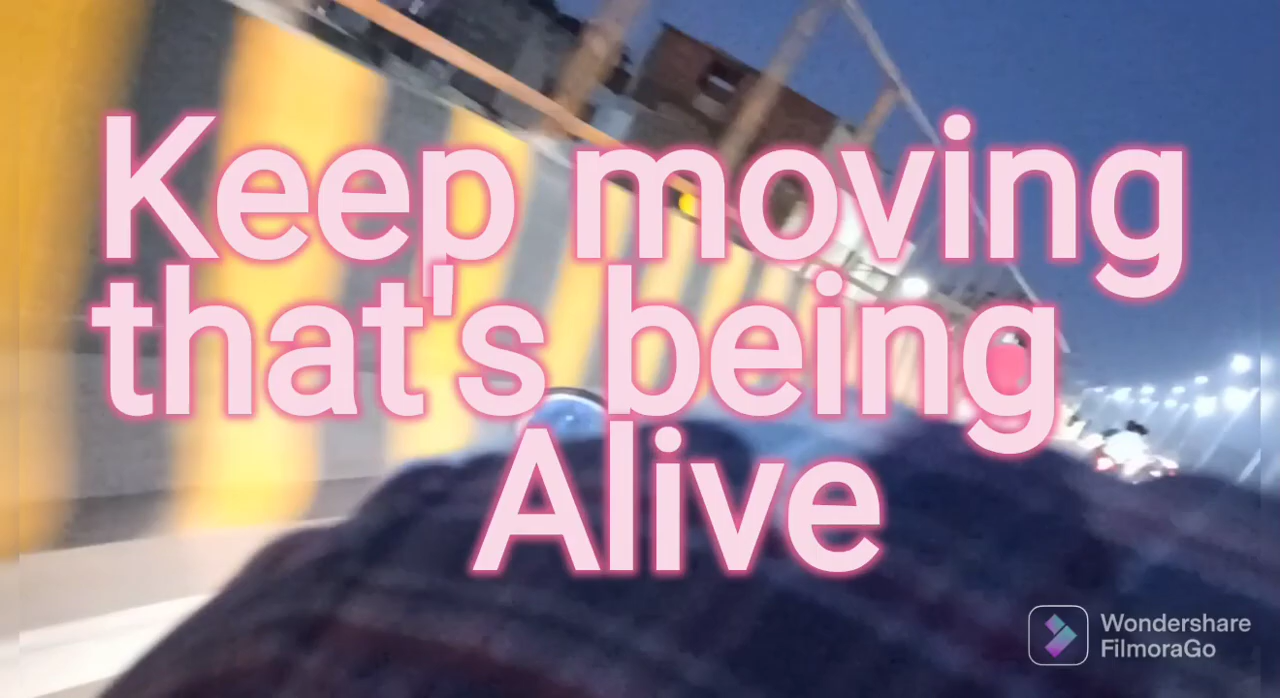 Keep moving
that's being
Alive
Wondershare
FilmoraGo